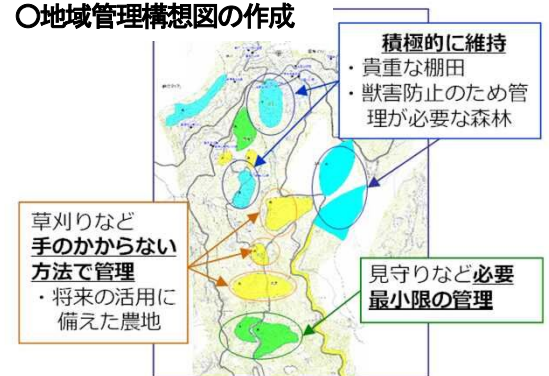 〇地域管理構想図の作成
積極的に維持
・貴重な棚田
・獣害防止のため管
理が必要な森林
草刈りなど
手のかからない
方法で管理
・将来の活用に
備えた農地
見守りなど必要
最小限の管理